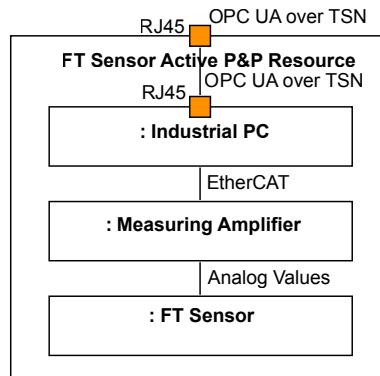 RJ45
OPC UA over TSN
FT Sensor Active P&P Resource
RJ45
OPC UA over TSN
: Industrial PC
EtherCAT
: Measuring Amplifier
Analog Values
: FT Sensor